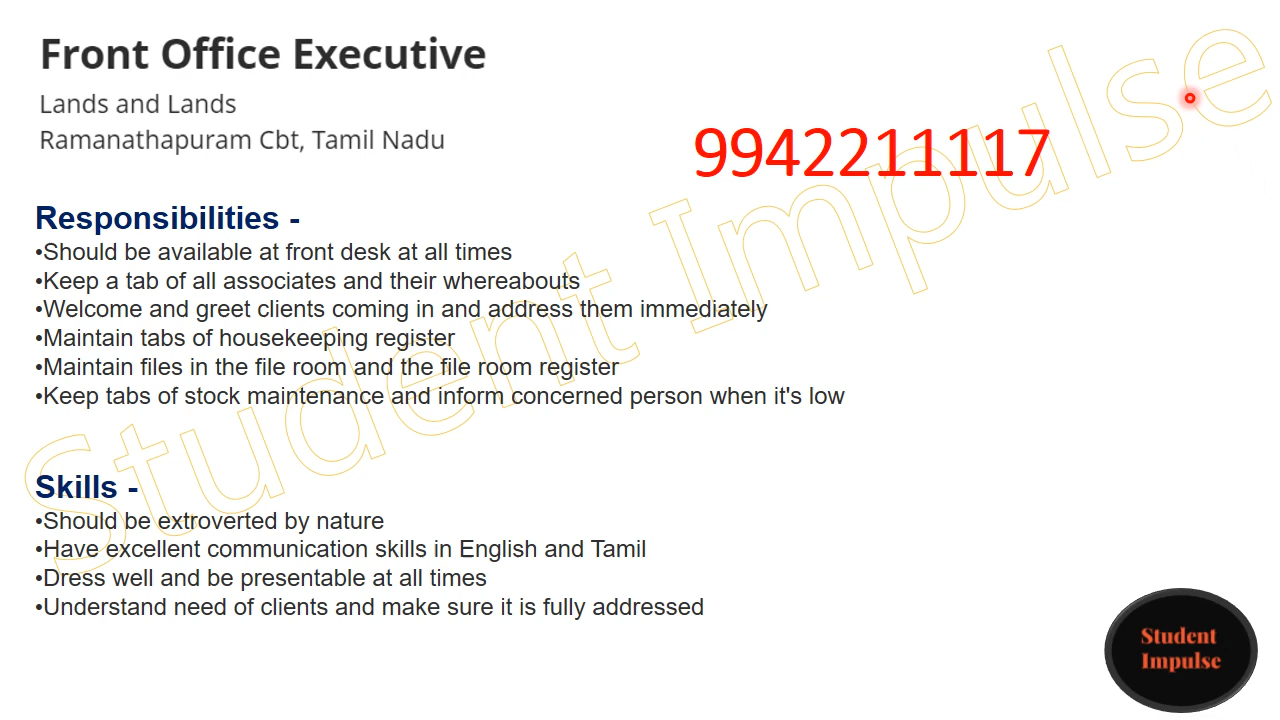 Front Office Executive
Lands and Lands
Ramanathapuram Cbt, Tamil Nadu
9942211117
Responsibilities -
•Should be available at front desk at all times
•Keep a tab of all associates and their whereabouts
•Welcome and greet clients coming in and address them immediately
•Maintain tabs of housekeeping register
•Maintain files in the file room and the file room register
•Keep tabs of stock maintenance and inform concerned person when it's low
Skills -
•Should be extroverted by nature
•Have excellent communication skills in English and Tamil
•Dress well and be presentable at all times
•Understand need of clients and make sure it is fully addressed
Student Impulse
Student
Impulse